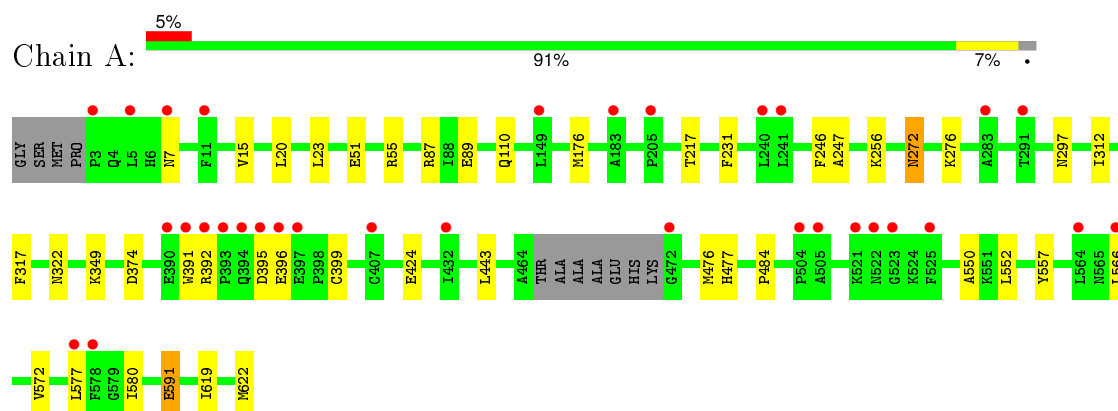 5%
Chain A:
91%
7%
GLY SER MET PRO P3 Q4 L5 H6 N7 F11 V15 L20 L23 E51 R55 R87 I88 E89 Q110 L149 M176 A183 P205 T217 F231 L240 L241 F246 A247 K256 N272 K276 A283 T291 N297 I312
F317 N322 K349 D374 E390 W391 R392 P393 Q394 D395 E396 E397 P398 C399 C407 E424 I432 L443 A464 THR ALA ALA ALA GLU HIS LYS G472 M476 H477 P484 P504 A505 K521 N522 G523 K524 F525 A550 K551 L552 Y557 L564 N565 L566
V572 L577 F578 G579 I580 E591 I619 M622